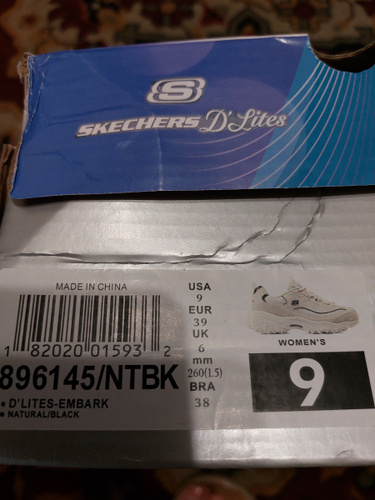 S
SKECHERS D'Lites
MADE IN CHINA
1 82020 01593 2
896145/NTBK
• D'LITES-EMBARK
• NATURAL/BLACK
USA
9
EUR
39
UK
6
mm
260(1.5)
BRA
38
WOMEN'S
9